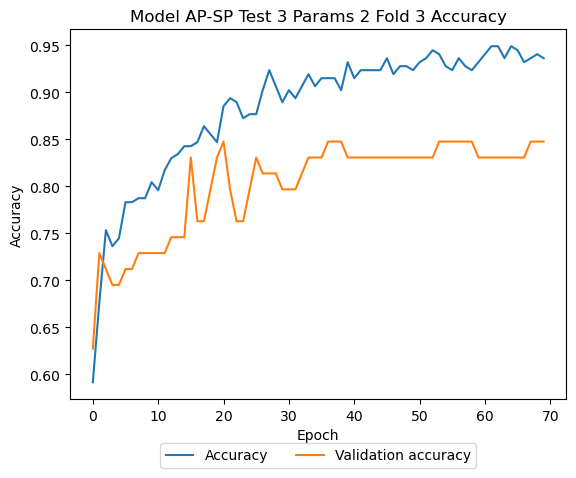 Model AP-SP Test 3 Params 2 Fold 3 Accuracy
0.95
0.90
0.85
0.80
0.75
0.70
0.65
0.60
Accuracy
0 10 20 30 40 50 60 70
Epoch
Accuracy Validation accuracy